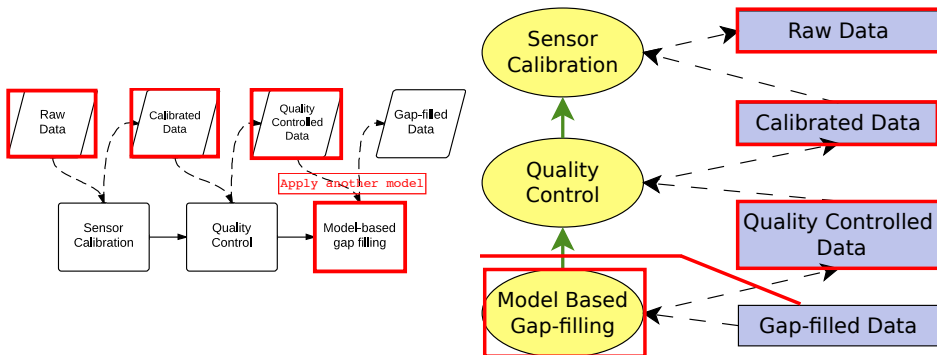 Raw
Data
Calibrated
Data
Quality
Controlled
Data
Gap-filled
Data
Apply another model
Sensor
Calibration
Quality
Control
Model-based
gap filling
Sensor
Calibration
Raw Data
Calibrated Data
Quality
Control
Quality Controlled
Data
Model Based
Gap-filling
Gap-filled Data